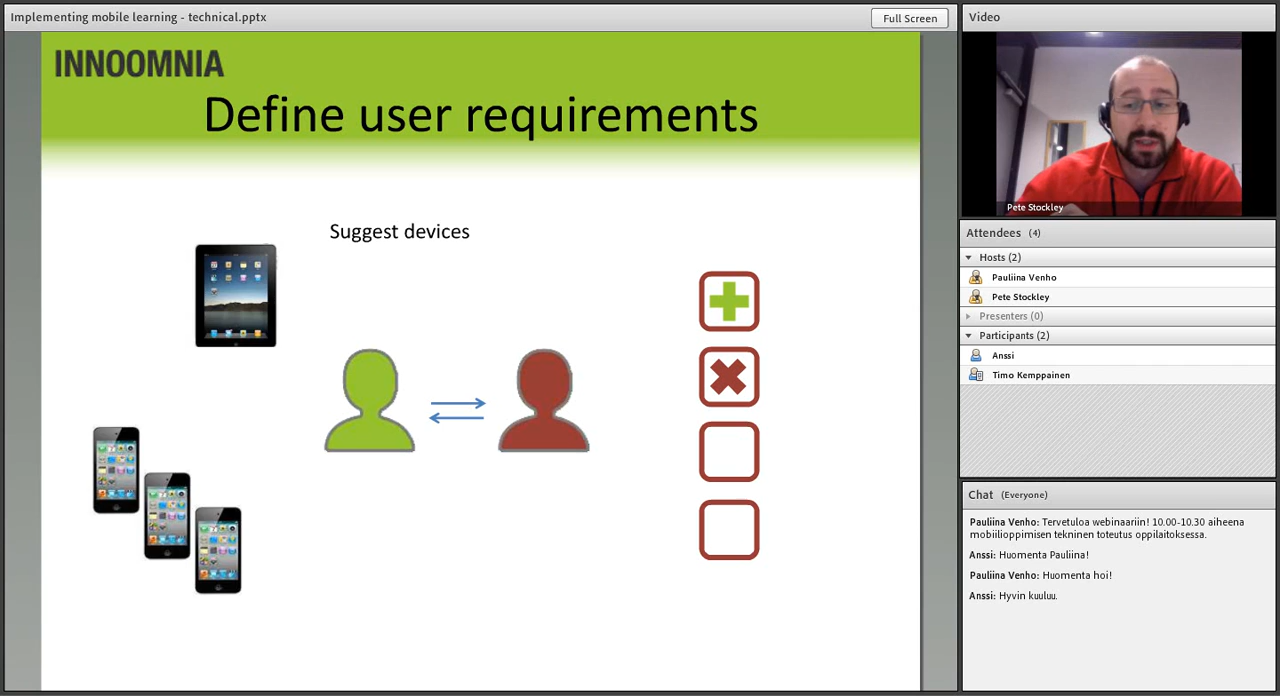 Implementing mobile learning - technical.pptx
Full Screen
INNOOMNIA
Define user requirements
Suggest devices
Video
Pete Stockley
Attendees (4)
Hosts (2)
Pauliina Venho
Pete Stockley
Presenters (0)
Participants (2)
Anssi
Timo Kemppainen
Chat (Everyone)
Pauliina Venho: Tervetuloa webinaariin! 10.00-10.30 aiheena
mobiilioppimisen tekninen toteutus oppilaitoksessa.
Anssi: Huomenta Pauliina!
Pauliina Venho: Huomenta hoi!
Anssi: Hyvin kuuluu.